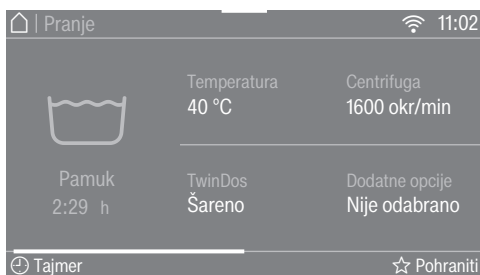 Pranje 11:02
Temperatura Centrifuga
40 °C 1600 okr/min
Pamuk TwinDos Dodatne opcije
2:29 h Šareno Nije odabrano
Tajmer Pohraniti